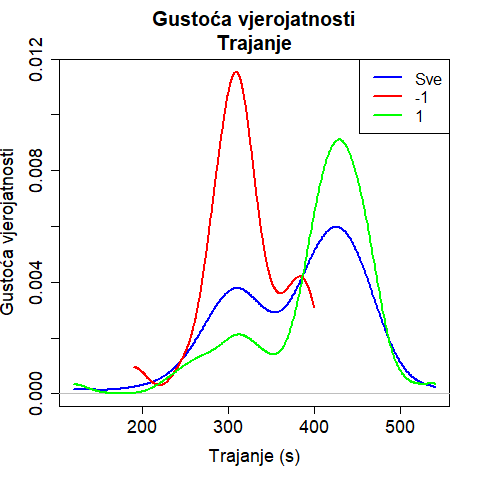 Gustoća vjerojatnosti
Trajanje
Sve
-1
1
Gustoća vjerojatnosti
0.012
0.008
0.004
0.000
200
300
400
500
Trajanje (s)